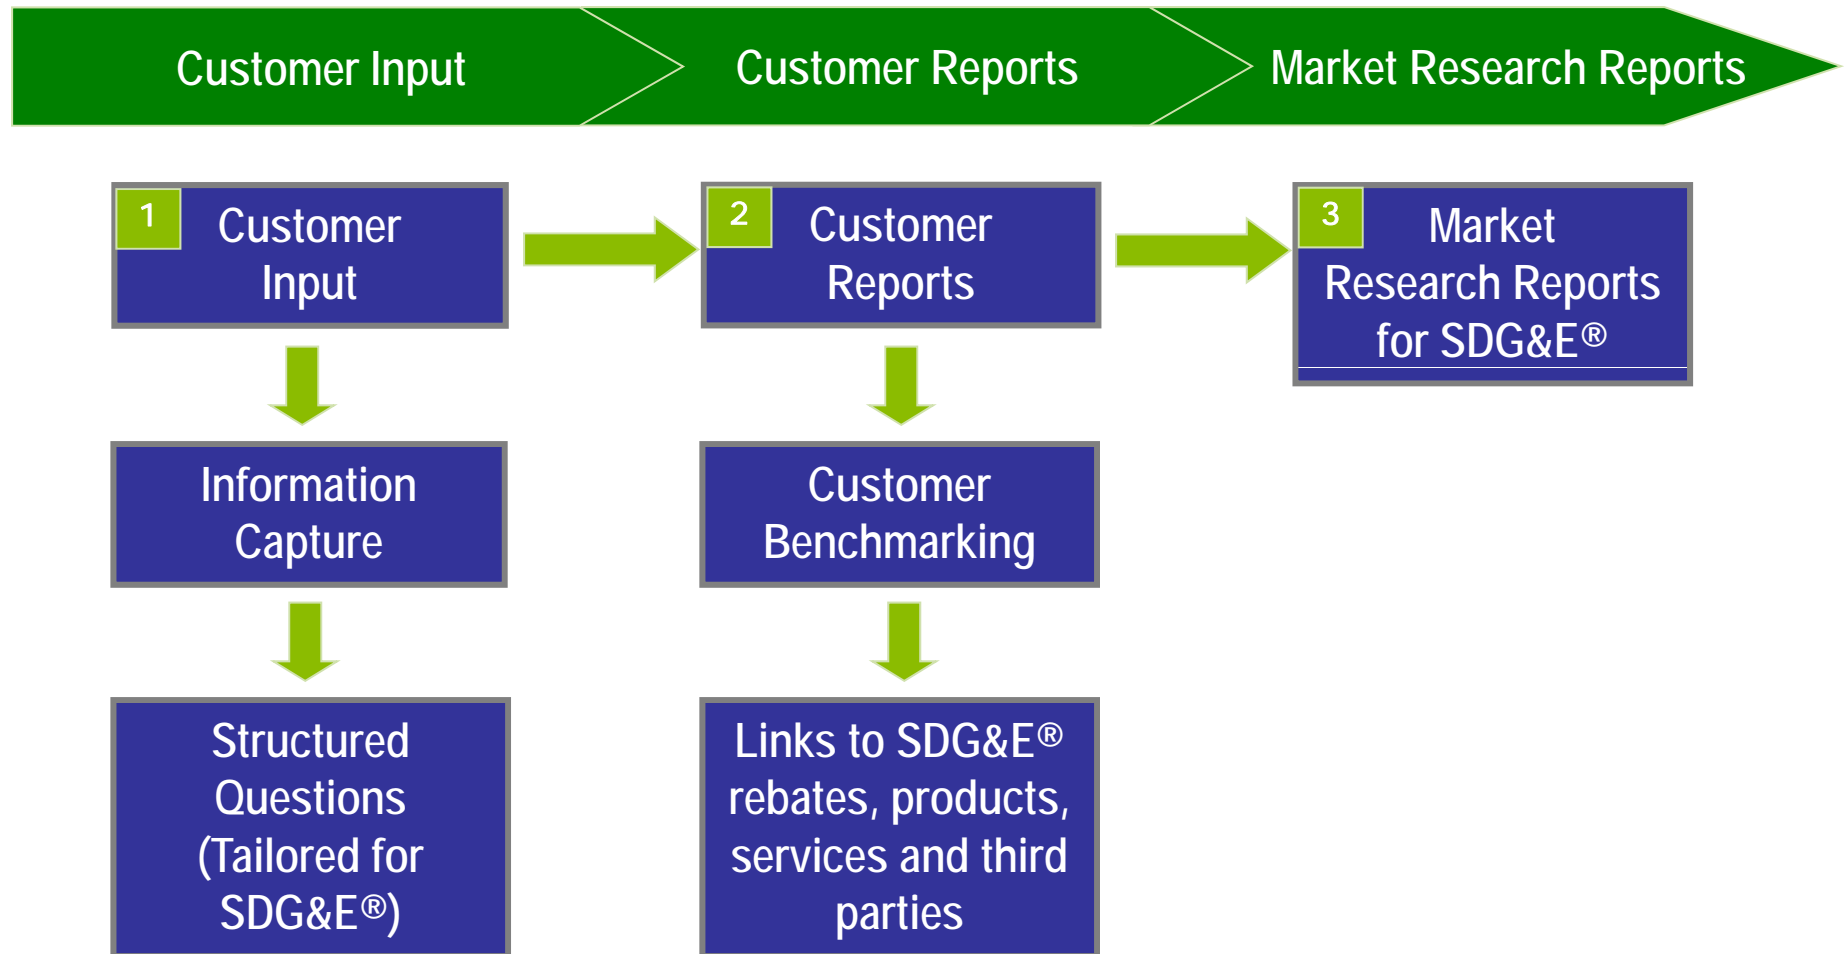 Customer Input
Customer Reports
Market Research Reports
1
Customer
Input
2
Customer
Reports
3
Market
Research Reports
for SDG&E®
Information
Capture
Customer
Benchmarking
Structured
Questions
(Tailored for
SDG&E®)
Links to SDG&E®
rebates, products,
services and third
parties